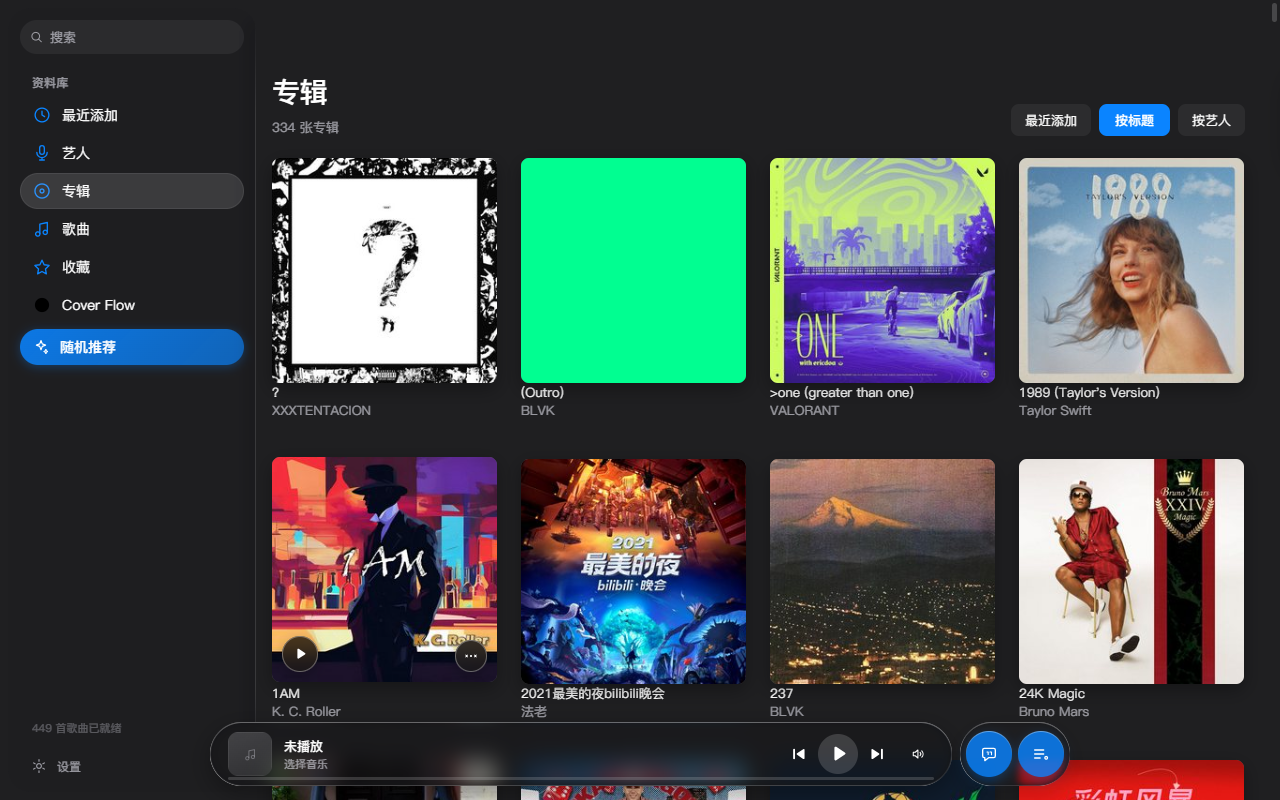 搜索
资料库
最近添加
艺人
专辑
歌曲
收藏
Cover Flow
随机推荐
449 首歌曲已就绪
设置
专辑
334 张专辑
最近添加
按标题
按艺人
?
XXXTENTACION
(Outro)
BLVK
VALORANT
ONE
with ericdoa
>one (greater than one)
VALORANT
1989
TAYLOR'S VERSION
1989 (Taylor's Version)
Taylor Swift
1 AM
K. C. Roller
1AM
K. C. Roller
2021
最美的夜
bilibili·晚会
2021最美的夜bilibili晚会
法老
237
BLVK
Bruno Mars
XXIV
Magic
24K Magic
Bruno Mars
未播放
选择音乐
彩虹风景